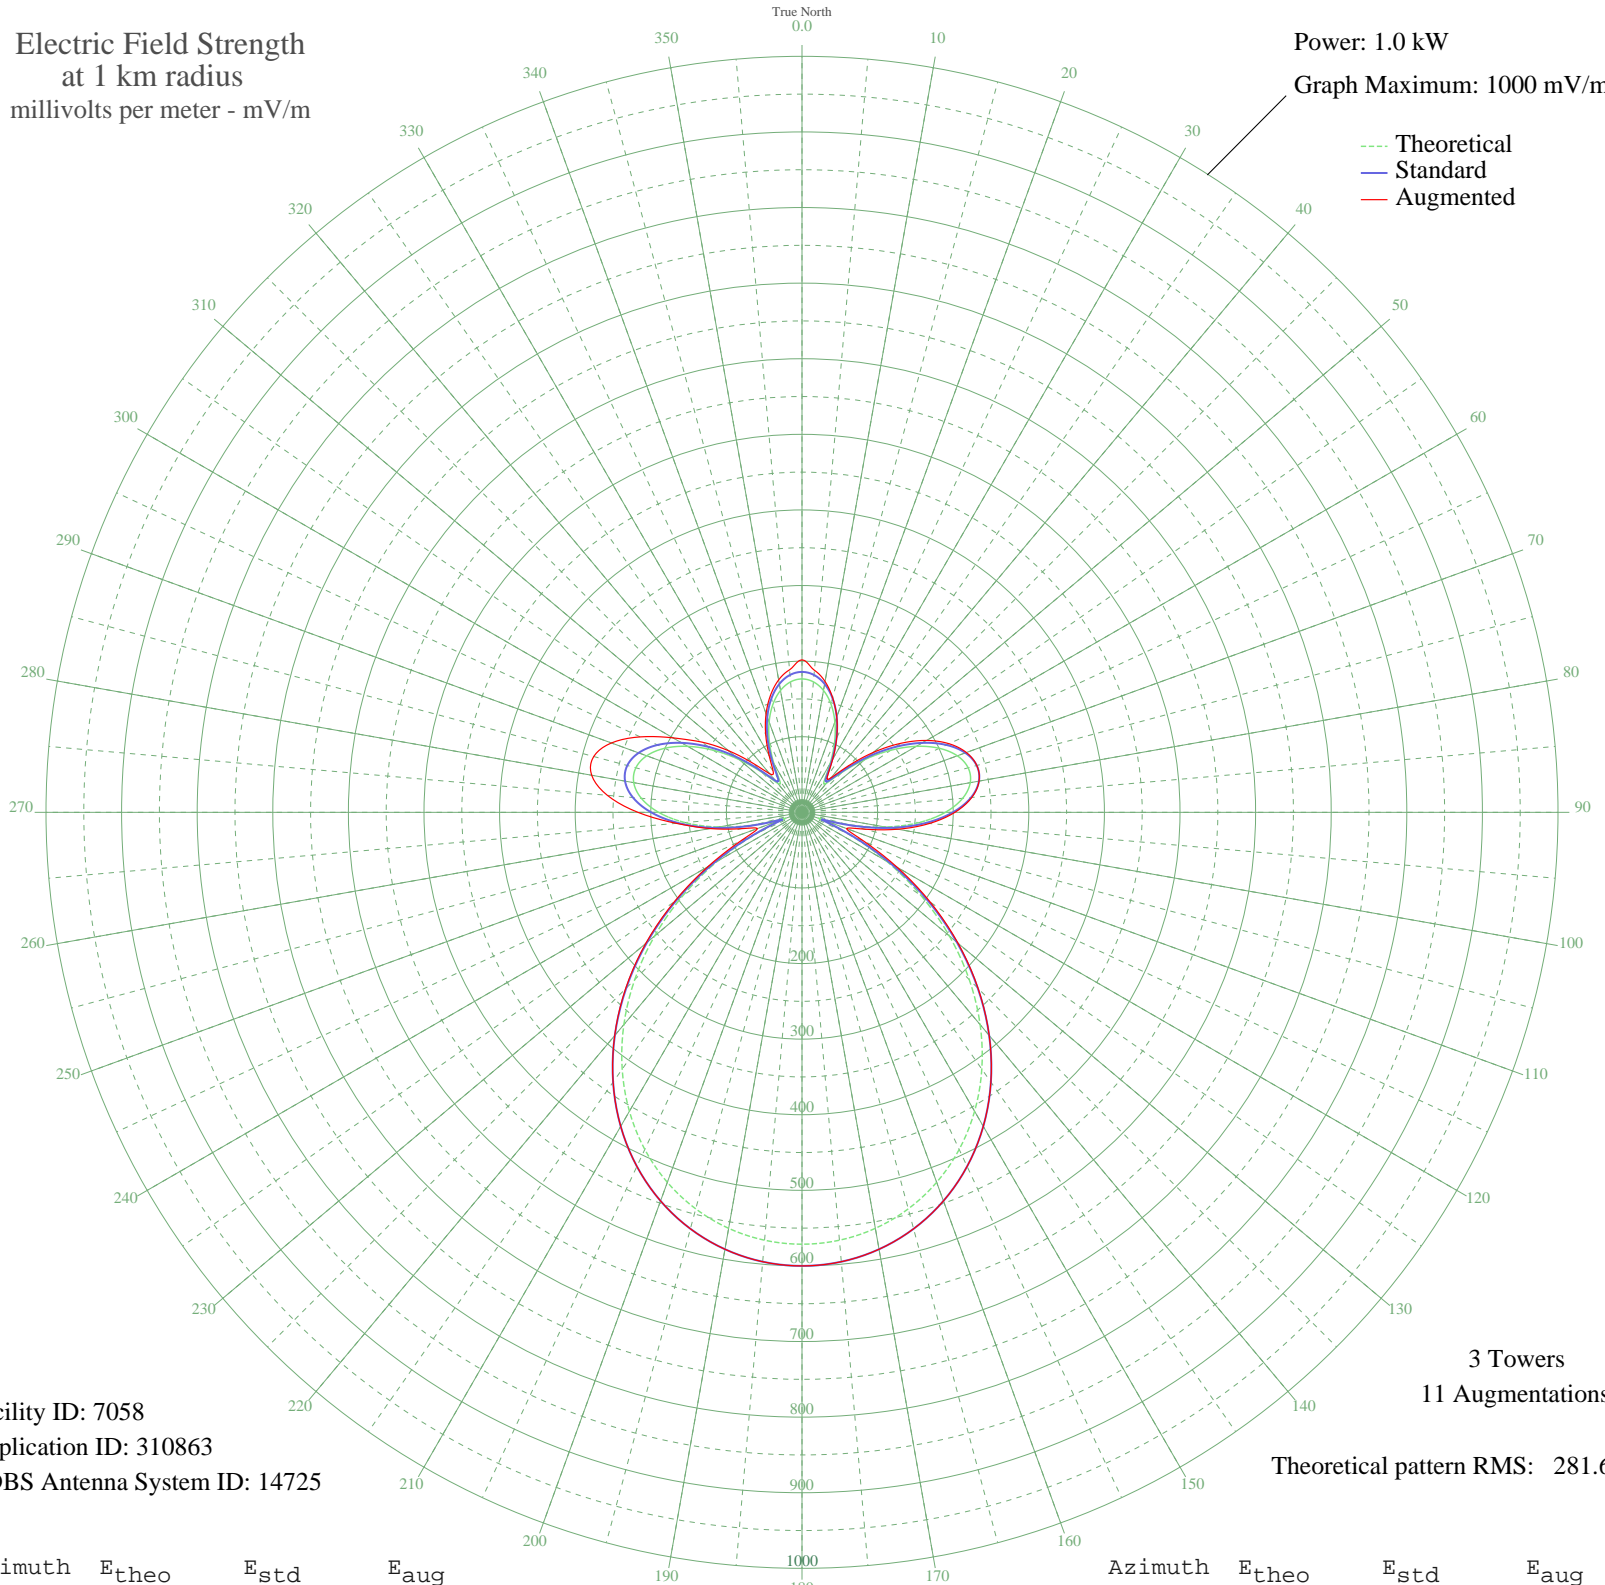 True North
0.0
Electric Field Strength
at 1 km radius
millivolts per meter - mV/m
Power: 1.0 kW
Graph Maximum: 1000 mV/m
Theoretical
Standard
Augmented
10
20
30
40
50
60
70
80
90
100
110
120
130
140
150
160
170
190
200
210
220
230
240
250
260
270
280
290
300
310
320
330
340
350
200
300
400
500
600
700
800
900
1000
3 Towers
11 Augmentations
Theoretical pattern RMS: 281.6
cility ID: 7058
plication ID: 310863
DBS Antenna System ID: 14725
imuth Etheo Estd Eaug
Azimuth Etheo Estd Eaug